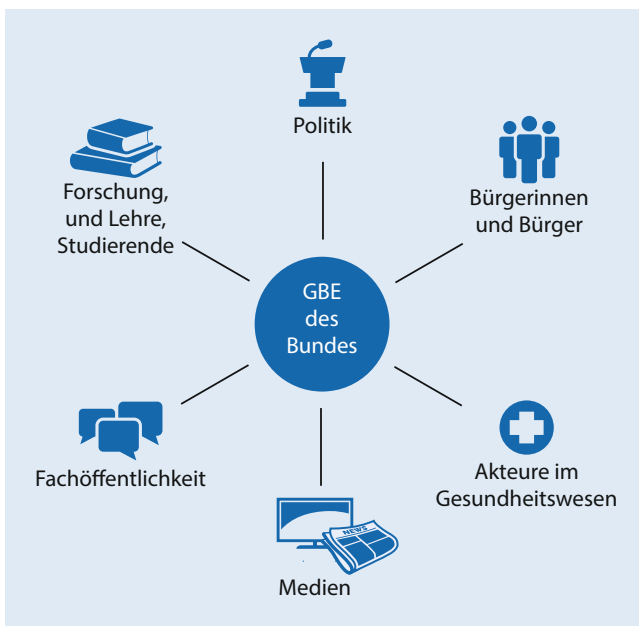 Politik
Bürgerinnen
und Bürger
Forschung,
und Lehre,
Studierende
GBE
des
Bundes
Fachöffentlichkeit
Akteure im
Gesundheitswesen
NEWS
Medien